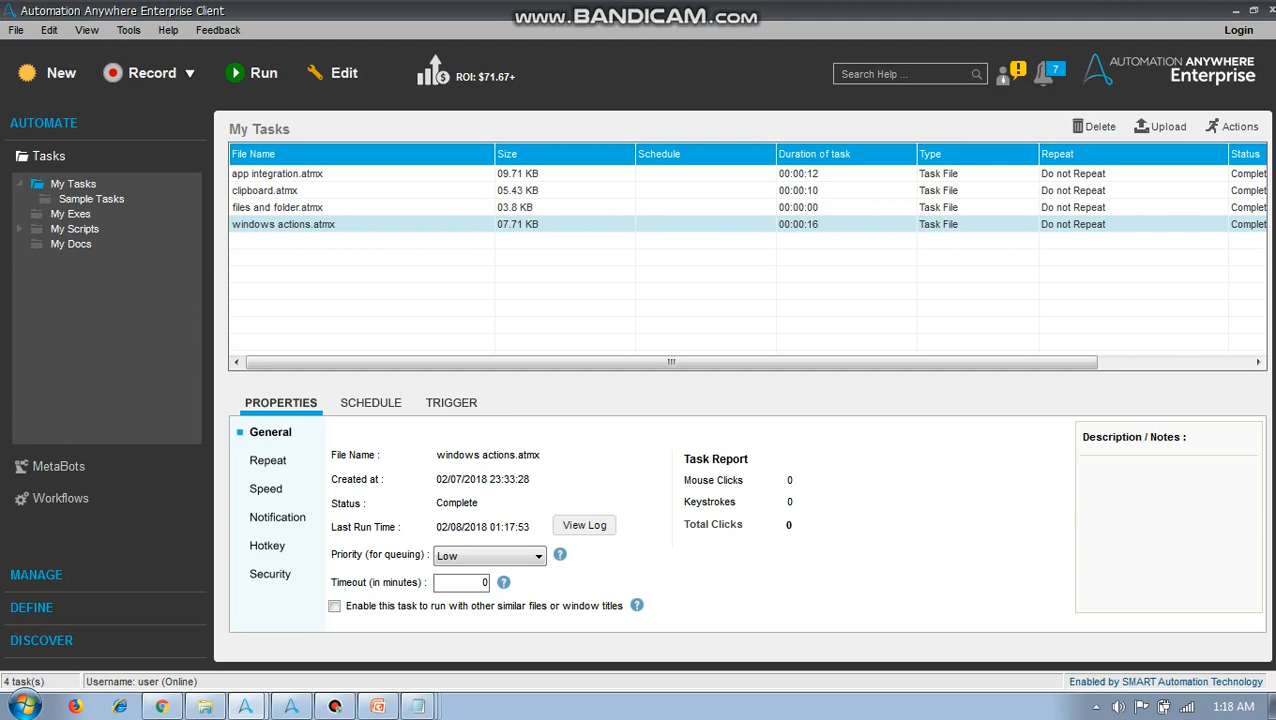 Automation Anywhere Enterprise Client
www.BANDICAM.com
File Edit View Tools Help Feedback Login
New Record Run Edit ROI: $71.67+ Search Help ... 7 AUTOMATION ANYWHERE Enterprise
AUTOMATE
Tasks
My Tasks
Sample Tasks
My Exes
My Scripts
My Docs
MetaBots
Workflows
MANAGE
DEFINE
DISCOVER
My Tasks Delete Upload Actions
File Name Size Schedule Duration of task Type Repeat Status
app integration.atmx 09.71 KB 00:00:12 Task File Do not Repeat Complet
clipboard.atmx 05.43 KB 00:00:10 Task File Do not Repeat Complet
files and folder.atmx 03.8 KB 00:00:00 Task File Do not Repeat Complet
windows actions.atmx 07.71 KB 00:00:16 Task File Do not Repeat Complet
PROPERTIES SCHEDULE TRIGGER
General
Repeat
Speed
Notification
Hotkey
Security
File Name : windows actions.atmx
Created at : 02/07/2018 23:33:28
Status : Complete
Last Run Time : 02/08/2018 01:17:53 View Log
Priority (for queuing) : Low ?
Timeout (in minutes) : 0 ?
Enable this task to run with other similar files or window titles ?
Task Report
Mouse Clicks 0
Keystrokes 0
Total Clicks 0
Description / Notes :
4 task(s) Username: user (Online) Enabled by SMART Automation Technology
1:18 AM